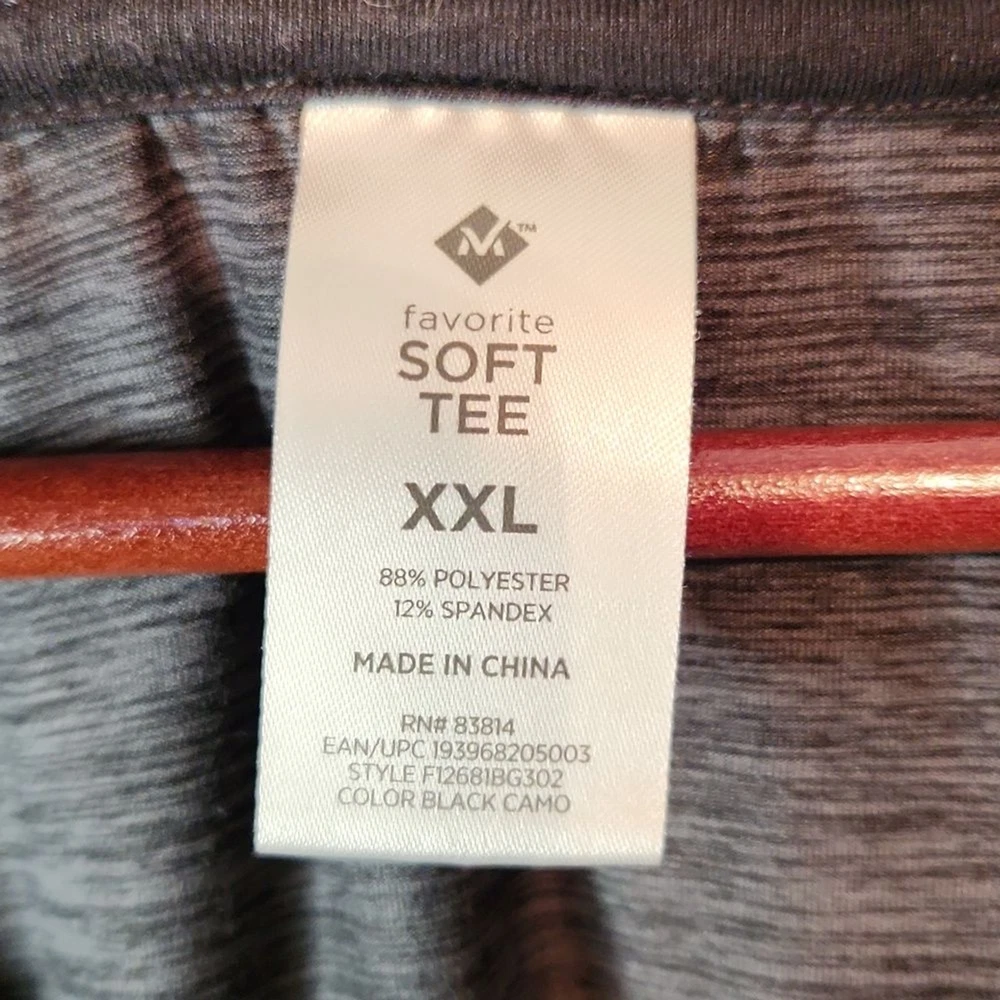 M™
favorite
SOFT
TEE
XXL
88% POLYESTER
12% SPANDEX
MADE IN CHINA
RN# 83814
EAN/UPC 193968205003
STYLE F12681BG302
COLOR BLACK CAMO